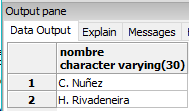 Output pane
Data Output Explain Messages H
nombre
character varying(30)
1 C. Nuñez
2 H. Rivadeneira